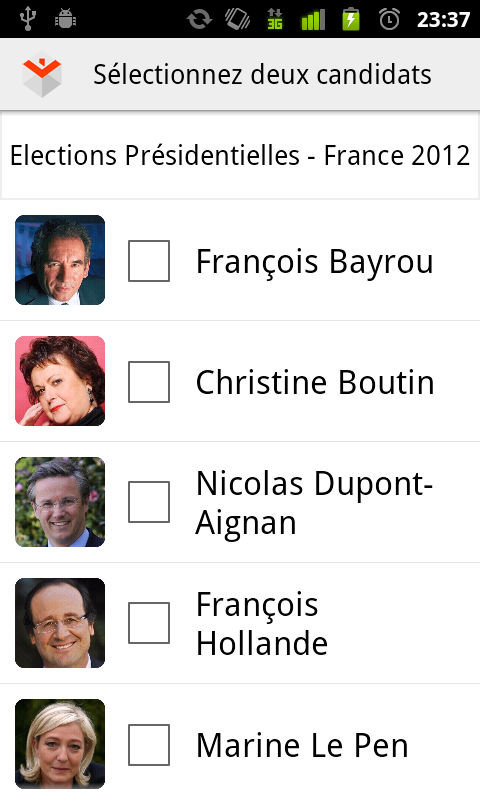 3G
23:37
Sélectionnez deux candidats
Elections Présidentielles - France 2012
François Bayrou
Christine Boutin
Nicolas Dupont-
Aignan
François
Hollande
Marine Le Pen